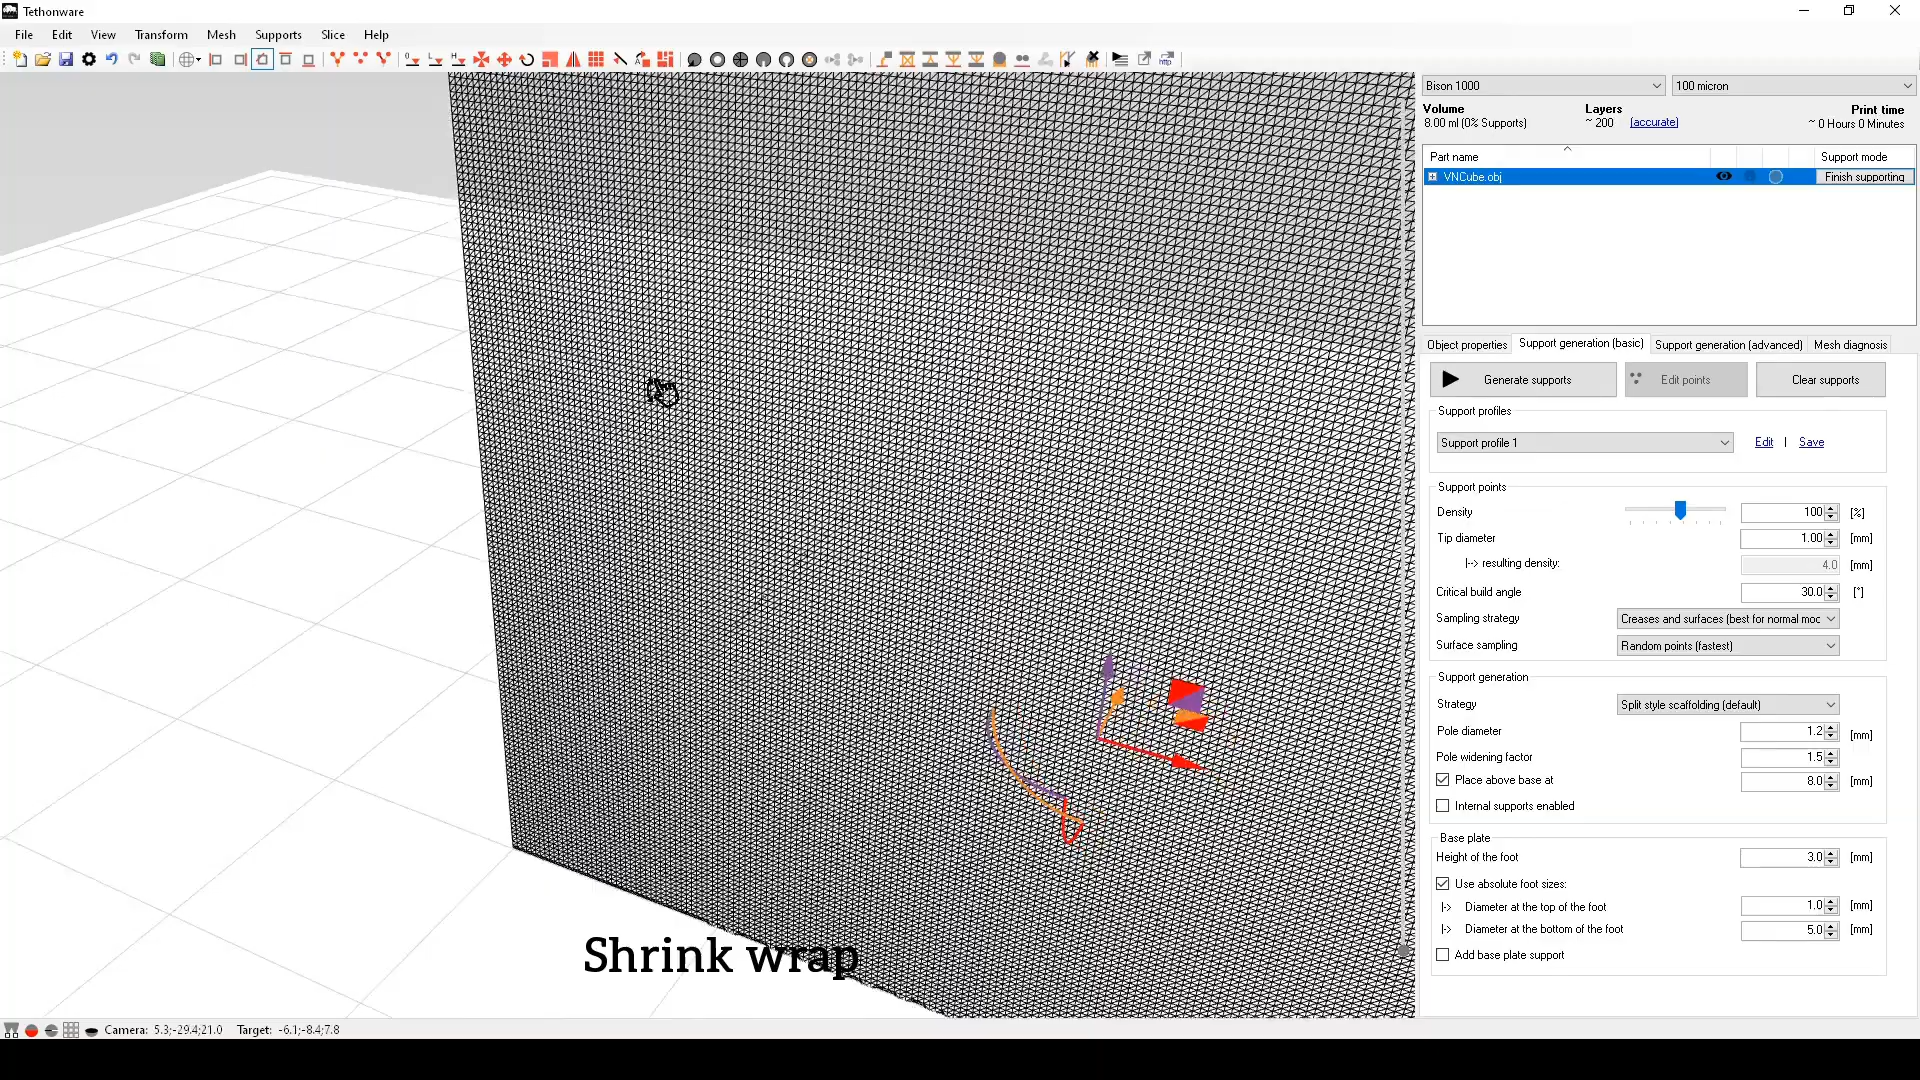 Tethonware
File Edit View Transform Mesh Supports Slice Help
http
Bison 1000
100 micron
Volume
8.00 ml (0% Supports)
Layers
~ 200 (accurate)
Print time
~ 0 Hours 0 Minutes
Part name Support mode
VNCube.obj Finish supporting
Object properties Support generation (basic) Support generation (advanced) Mesh diagnosis
Generate supports Edit points Clear supports
Support profiles
Support profile 1 Edit | Save
Support points
Density 100 [%]
Tip diameter 1.00 [mm]
|-> resulting density: 4.0 [mm]
Critical build angle 30.0 [°]
Sampling strategy Creases and surfaces (best for normal moc
Surface sampling Random points (fastest)
Support generation
Strategy Split style scaffolding (default)
Pole diameter 1.2 [mm]
Pole widening factor 1.5
Place above base at 8.0 [mm]
Internal supports enabled
Base plate
Height of the foot 3.0 [mm]
Use absolute foot sizes:
|-> Diameter at the top of the foot 1.0 [mm]
|-> Diameter at the bottom of the foot 5.0 [mm]
Add base plate support
Shrink wrap
Camera: 5.3;-29.4;21.0 Target: -6.1;-8.4;7.8